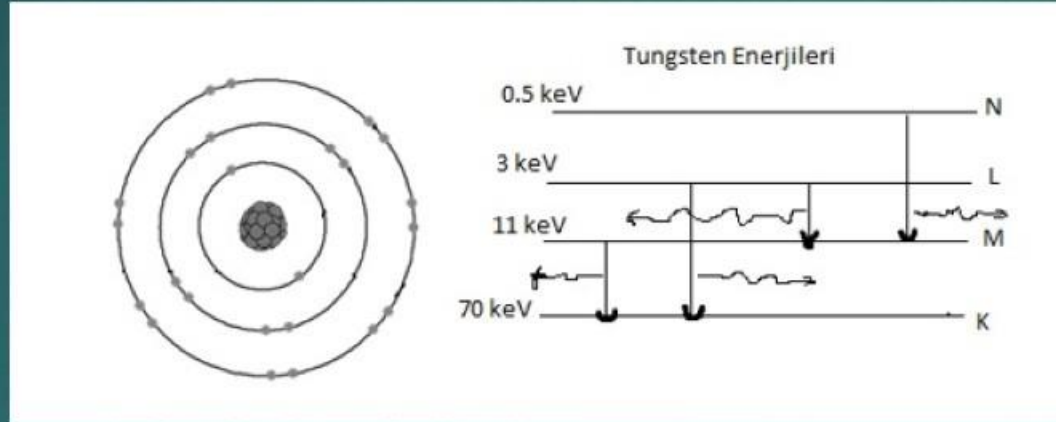 Tungsten Enerjileri
0.5 keV N
3 keV L
11 keV M
70 keV K